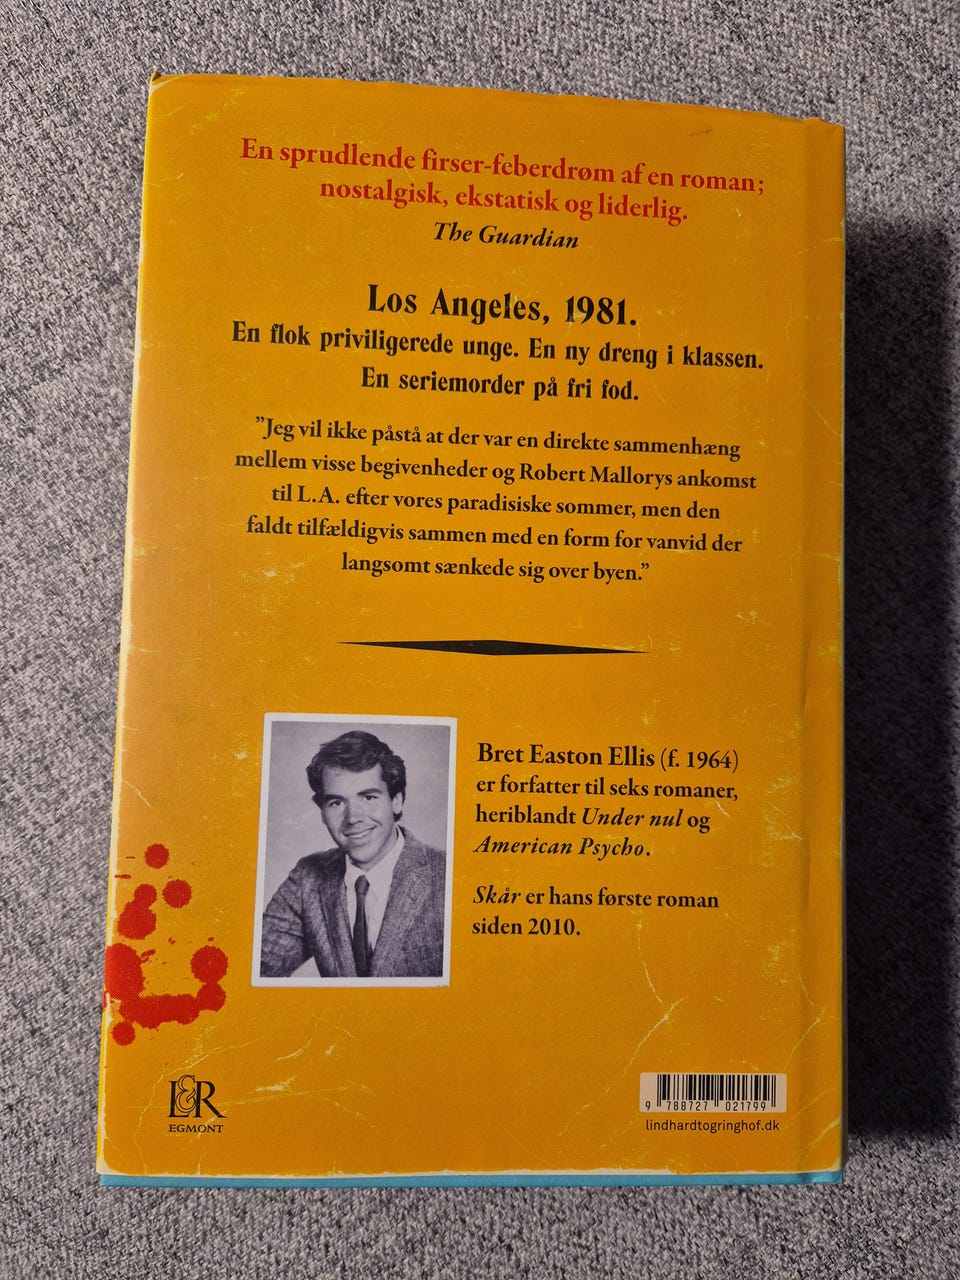 En sprudlende firser-feberdrøm af en roman;
nostalgisk, ekstatisk og liderlig.
The Guardian
Los Angeles, 1981.
En flok priviligerede unge. En ny dreng i klassen.
En seriemorder på fri fod.
”Jeg vil ikke påstå at der var en direkte sammenhæng
mellem visse begivenheder og Robert Mallorys ankomst
til L.A. efter vores paradisiske sommer, men den
faldt tilfældigvis sammen med en form for vanvid der
langsomt sænkede sig over byen.”
Bret Easton Ellis (f. 1964)
er forfatter til seks romaner,
heriblandt Under nul og
American Psycho.
Skår er hans første roman
siden 2010.
L&R
EGMONT
9 788727 021799
lindhardtogringhof.dk